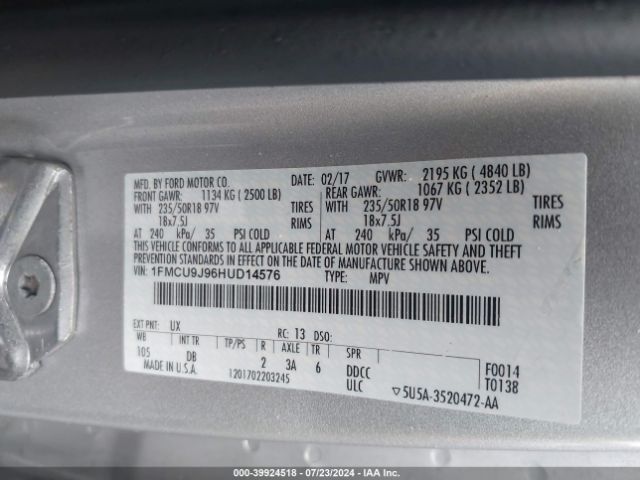 MFD. BY FORD MOTOR CO.
DATE: 02/17 GVWR: 2195 KG ( 4840 LB)
FRONT GAWR: 1134 KG ( 2500 LB) REAR GAWR: 1067 KG ( 2352 LB)
WITH 235/50R18 97V TIRES WITH 235/50R18 97V TIRES
18x7.5J RIMS 18x7.5J RIMS
AT 240 kPa/ 35 PSI COLD AT 240 kPa/ 35 PSI COLD
THIS VEHICLE CONFORMS TO ALL APPLICABLE FEDERAL MOTOR VEHICLE SAFETY AND THEFT
PREVENTION STANDARDS IN EFFECT ON THE DATE OF MANUFACTURE SHOWN ABOVE.
VIN: 1FMCU9J96HUD14576 TYPE: MPV
EXT PNT: UX RC: 13 DSO:
WB INT TR TP/PS R AXLE TR SPR
105 DB 2 3A 6 DDCC F0014
1201702203245 ULC T0138
▽5U5A-3520472-AA
000-39924518 - 07/23/2024 - IAA Inc.